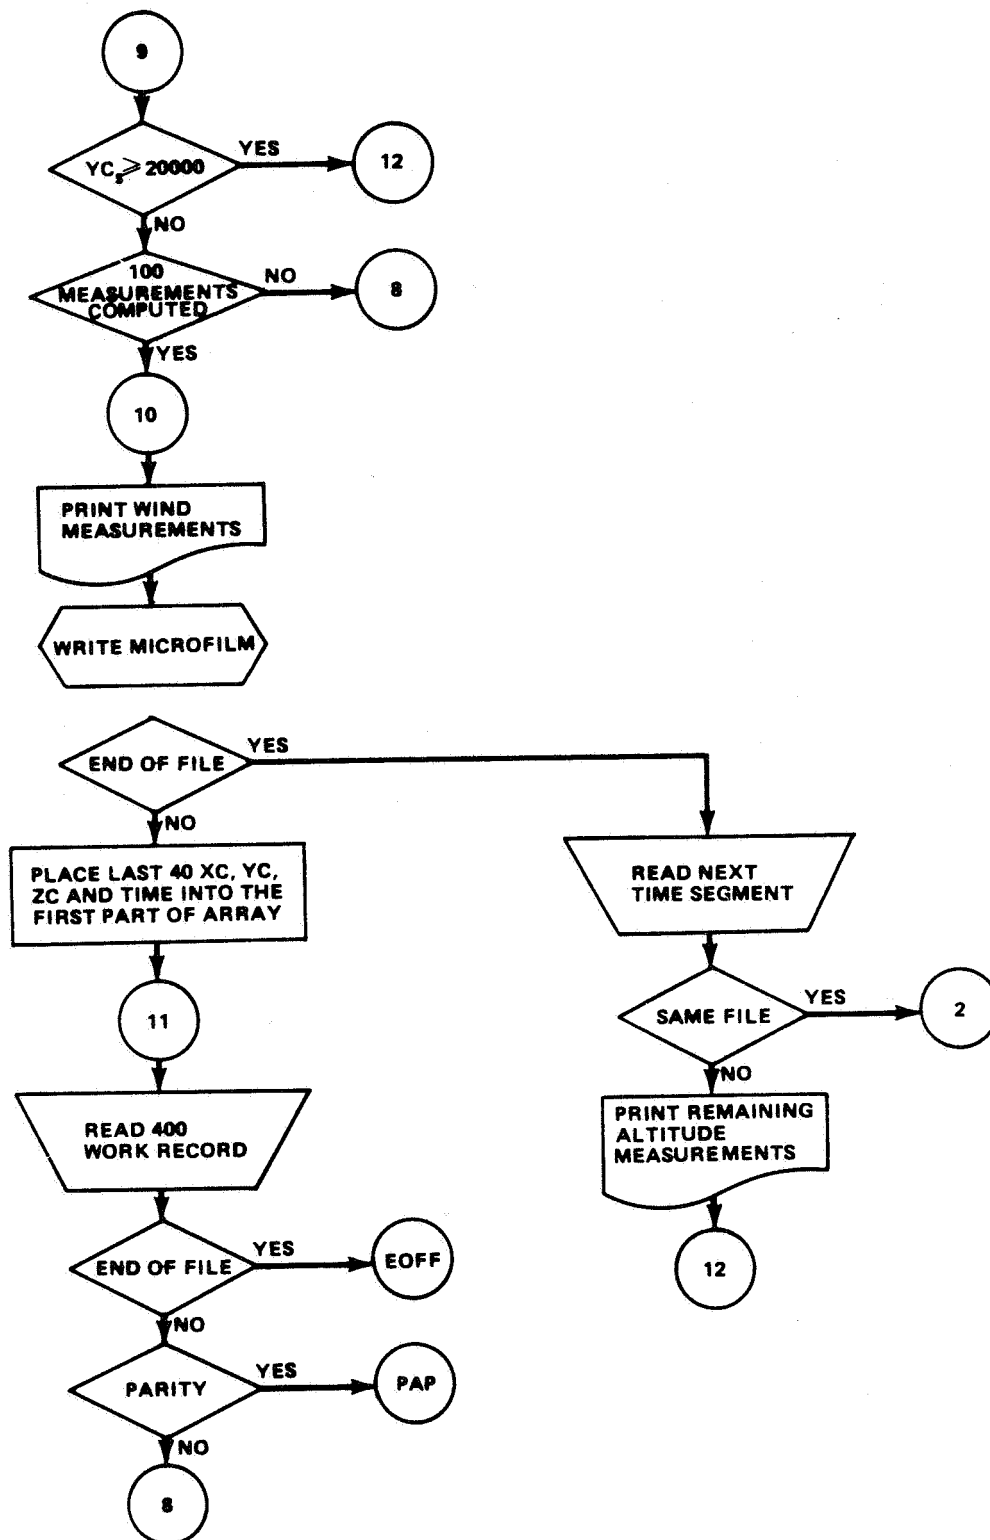 9
YCs ≥ 20000
YES
12
NO
100
MEASUREMENTS
COMPUTED
NO
8
YES
10
PRINT WIND
MEASUREMENTS
WRITE MICROFILM
END OF FILE
YES
NO
PLACE LAST 40 XC, YC,
ZC AND TIME INTO THE
FIRST PART OF ARRAY
11
READ 400
WORK RECORD
END OF FILE
YES
EOFF
NO
PARITY
YES
PAP
NO
8
READ NEXT
TIME SEGMENT
SAME FILE
YES
2
NO
PRINT REMAINING
ALTITUDE
MEASUREMENTS
12